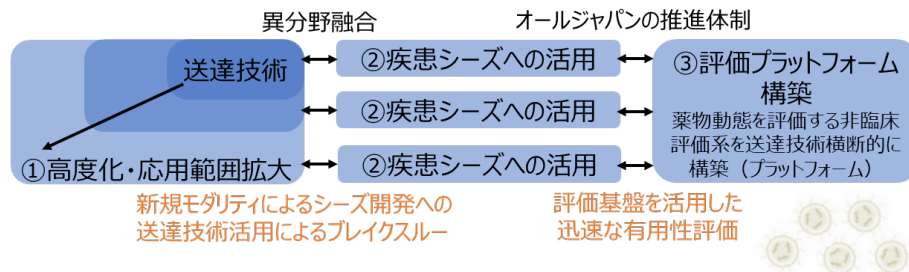 異分野融合
オールジャパンの推進体制
送達技術
①高度化・応用範囲拡大
②疾患シーズへの活用
②疾患シーズへの活用
②疾患シーズへの活用
③評価プラットフォーム
構築
薬物動態を評価する非臨床
評価系を送達技術横断的に
構築（プラットフォーム）
新規モダリティによるシーズ開発への
送達技術活用によるブレイクスルー
評価基盤を活用した
迅速な有用性評価